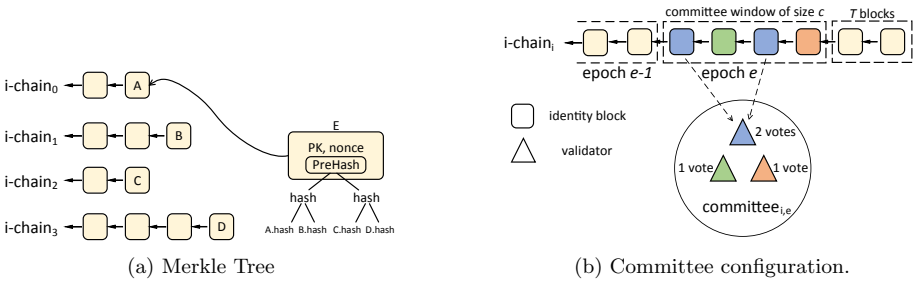 i-chain0
A
i-chain1
B
i-chain2
C
i-chain3
D
E
PK, nonce
PreHash
hash
hash
A.hash
B.hash
C.hash
D.hash
(a) Merkle Tree
committee window of size c
T blocks
i-chaini
epoch e-1
epoch e
identity block
validator
2 votes
1 vote
1 vote
committeei,e
(b) Committee configuration.